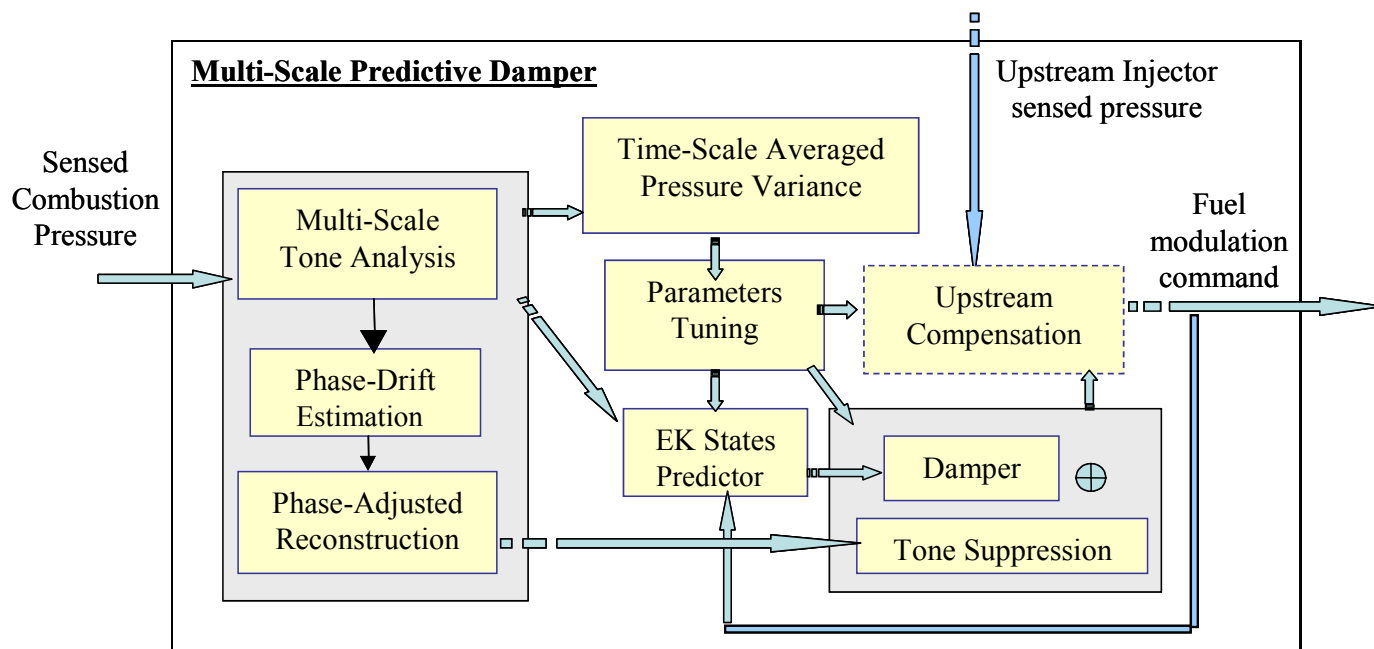 Multi-Scale Predictive Damper
Upstream Injector
sensed pressure
Sensed
Combustion
Pressure
Time-Scale Averaged
Pressure Variance
Multi-Scale
Tone Analysis
Fuel
modulation
command
Parameters
Tuning
Upstream
Compensation
Phase-Drift
Estimation
EK States
Predictor
Damper
Phase-Adjusted
Reconstruction
Tone Suppression